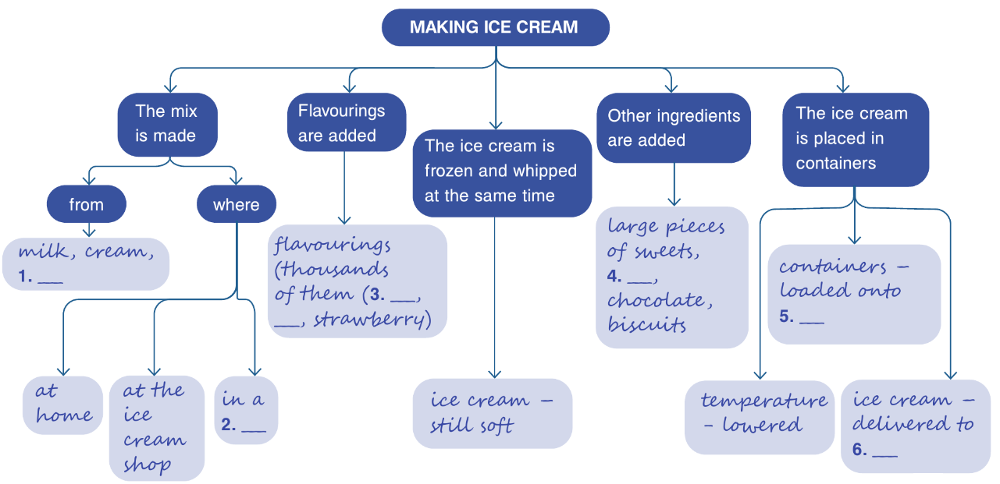 MAKING ICE CREAM
The mix
is made
Flavourings
are added
The ice cream is
frozen and whipped
at the same time
Other ingredients
are added
The ice cream
is placed in
containers
from
where
milk, cream,
1. ___
flavourings
(thousands
of them (3. ___,
___, strawberry)
large pieces
of sweets,
4. ___,
chocolate,
biscuits
containers –
loaded onto
5. ___
at
home
at the
ice
cream
shop
in a
2. ___
ice cream –
still soft
temperature
– lowered
ice cream –
delivered to
6. ___